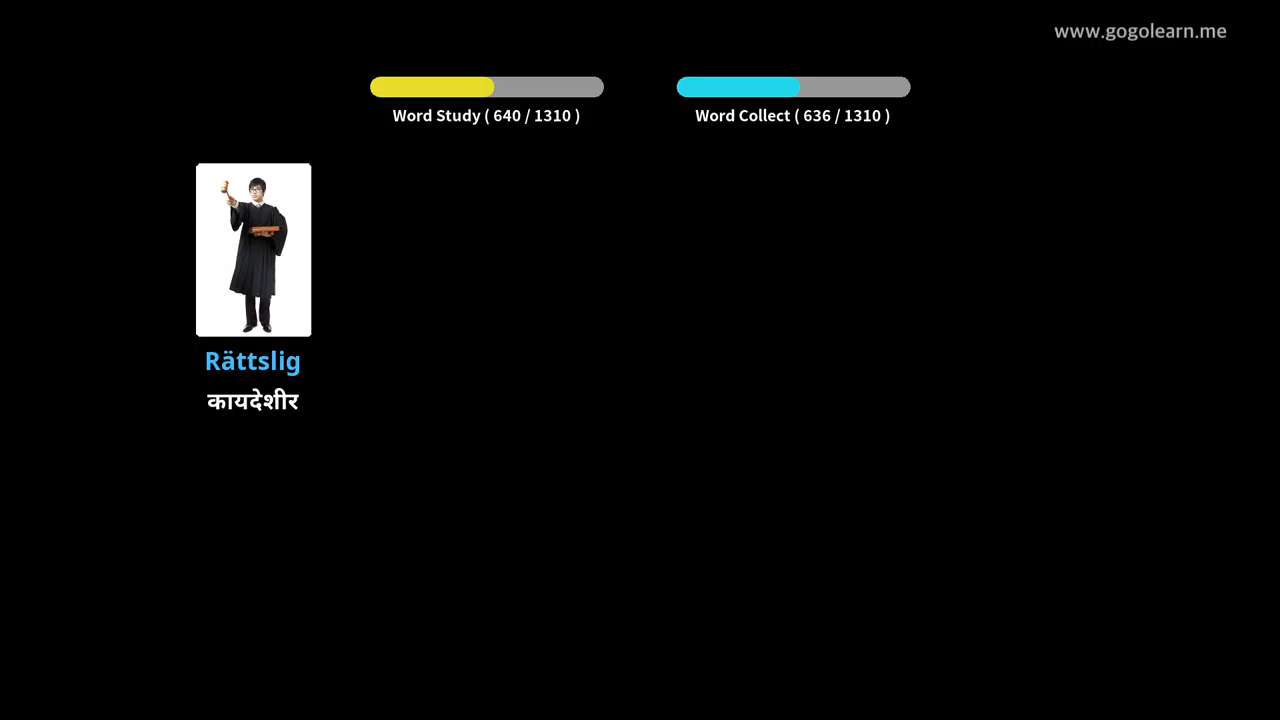 www.gogolearn.me
Word Study ( 640 / 1310 )
Word Collect ( 636 / 1310 )
Rättslig
कायदेशीर